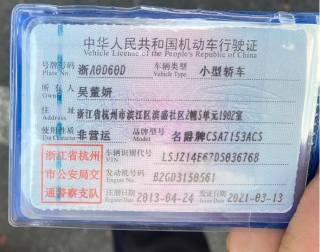 中华人民共和国机动车行驶证
Vehicle License of the People's Republic of China
号牌号码 浙A0D60D 车辆类型 小型轿车
Plate No. Vehicle Type
所有人 吴董妍
Owner
住址 浙江省杭州市滨江区滨盛社区2幢5单元1902室
Address
使用性质 非营运 品牌型号 名爵牌CSA7153ACS
Use Character Model
浙江省杭州 车辆识别代号 LSJZ14E67DS036768
VIN
市公安局交 发动机号码 B2GD3150561
Engine No.
通警察支队 注册日期 2013-04-24 发证日期 2021-03-13
Register Date Issue Date